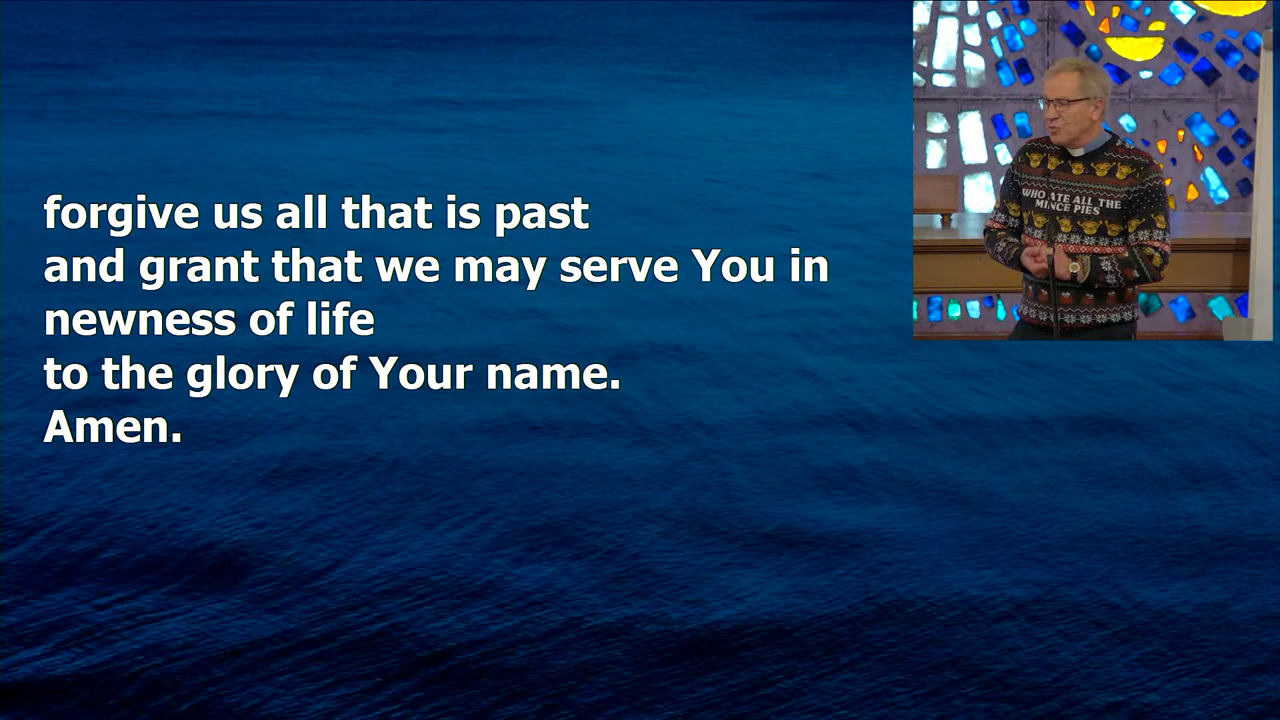 forgive us all that is past
and grant that we may serve You in
newness of life
to the glory of Your name.
Amen.
WHO ATE ALL THE
MINCE PIES